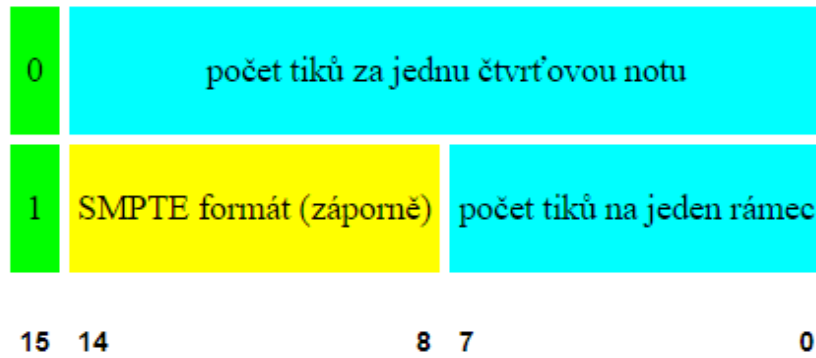 0 počet tiků za jednu čtvrťovou notu
1 SMPTE formát (záporně) počet tiků na jeden rámec
15 14 8 7 0